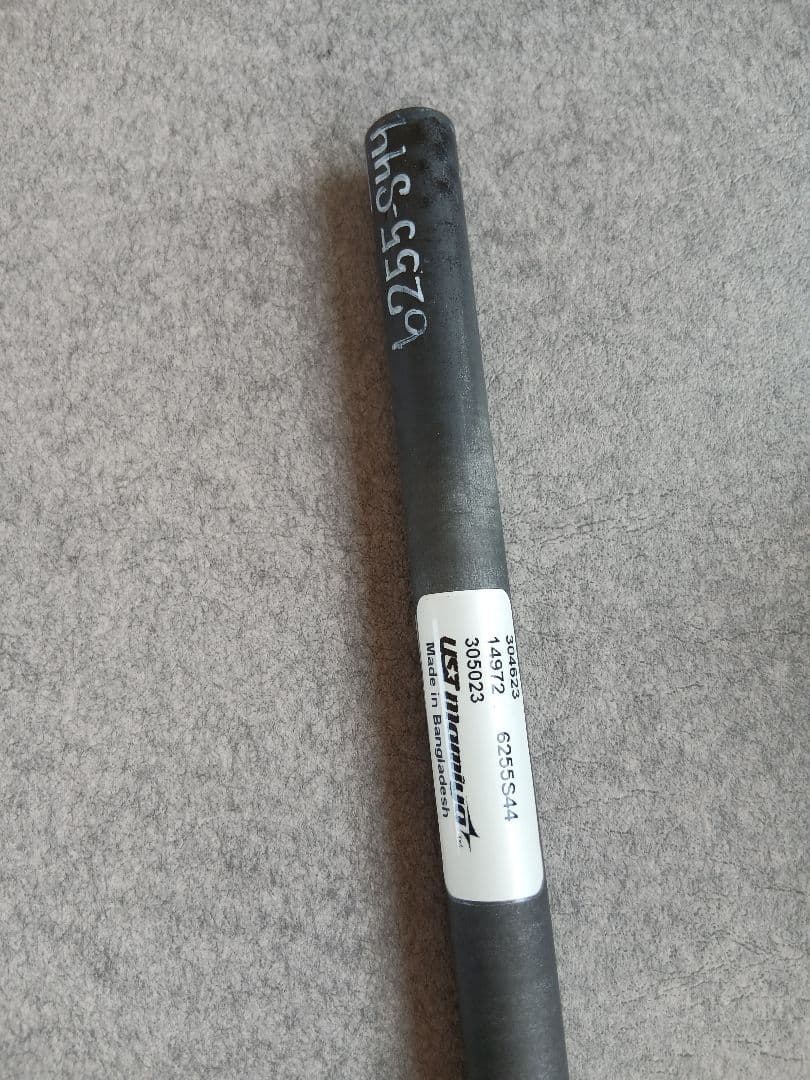 6255-S44
304623
14972 6255S44
305023
UST Mamiya
Made in Bangladesh